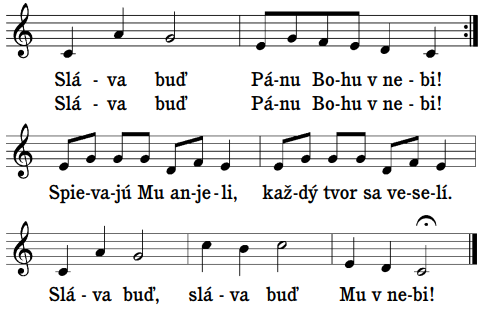 Slá - va buď Pá-nu Bo-hu v ne - bi!
Slá - va buď Pá-nu Bo-hu v ne - bi!
Spie-va-jú Mu an-je - li, kaž-dý tvor sa ve-se-lí.
Slá - va buď, slá - va buď Mu v ne-bi!